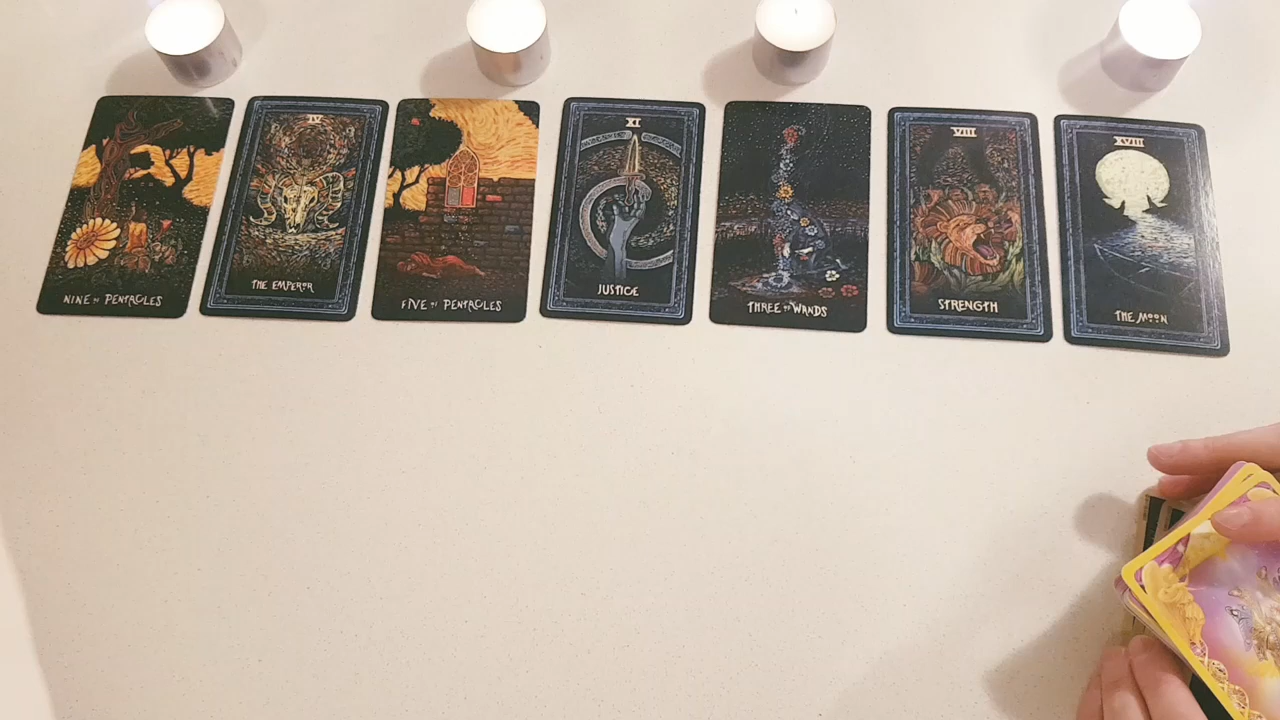 NINE OF PENTACLES
IV
THE EMPEROR
FIVE OF PENTACLES
XI
JUSTICE
THREE OF WANDS
VIII
STRENGTH
XVIII
THE MOON